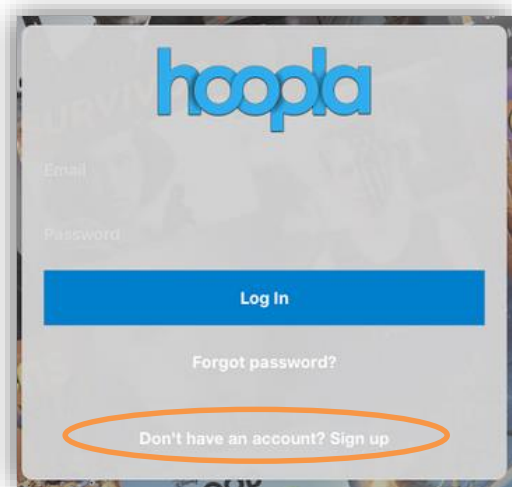 hoopla
Email
Password
Log In
Forgot password?
Don't have an account? Sign up